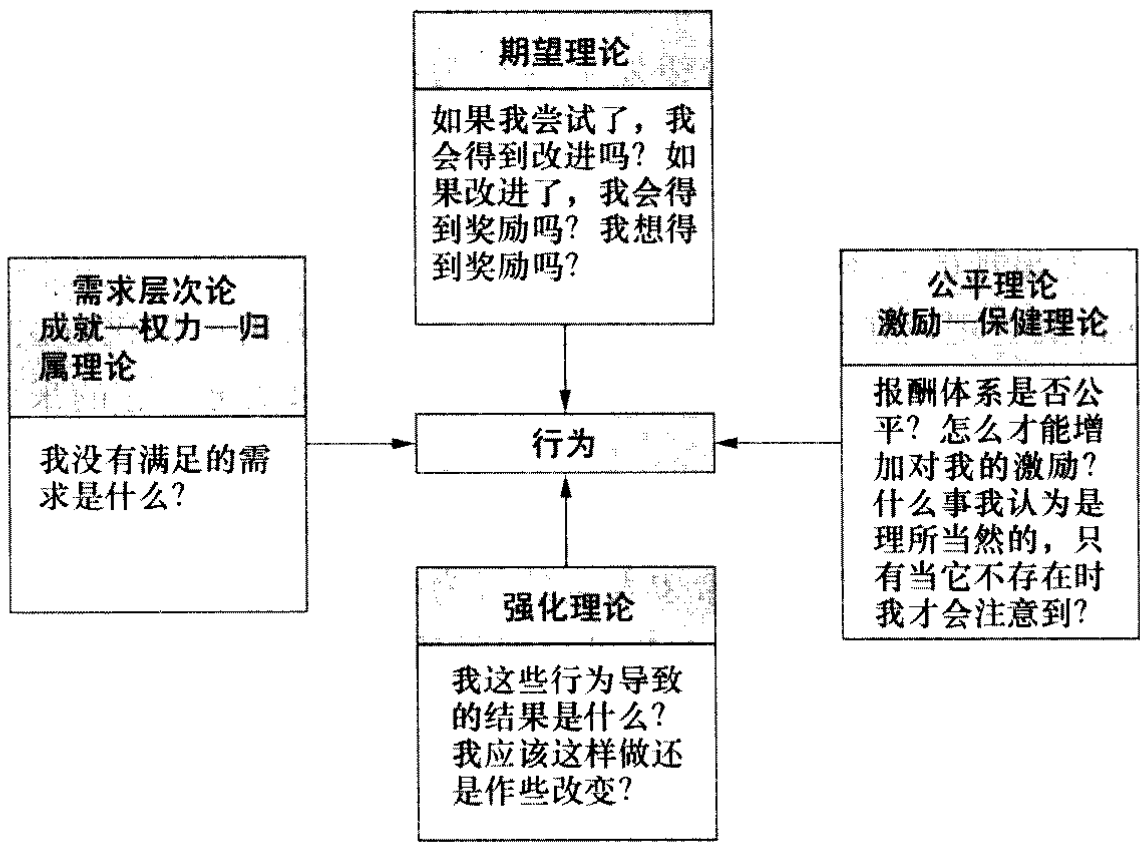 期望理论
如果我尝试了，我
会得到改进吗？如
果改进了，我会得
到奖励吗？我想得
到奖励吗？
需求层次论
成就—权力—归
属理论
我没有满足的需
求是什么？
行为
公平理论
激励—保健理论
报酬体系是否公
平？怎么才能增
加对我的激励？
什么事我认为是
理所当然的，只
有当它不存在时
我才会注意到？
强化理论
我这些行为导致
的结果是什么？
我应该这样做还
是作些改变？